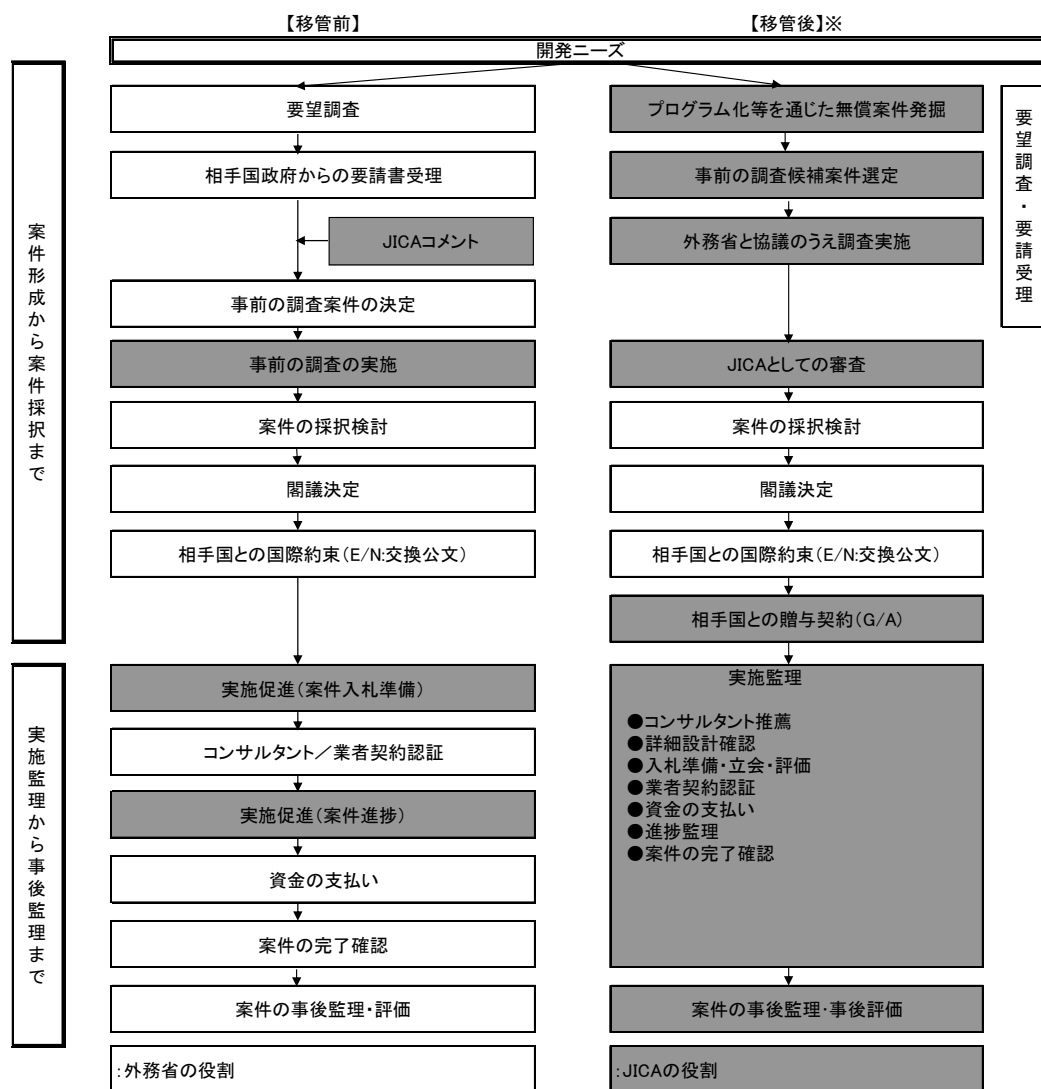 【移管前】
【移管後】※
開発ニーズ
案件形成から案件採択まで
要望調査
相手国政府からの要請書受理
JICAコメント
事前の調査案件の決定
事前の調査の実施
案件の採択検討
閣議決定
相手国との国際約束(E/N:交換公文)
プログラム化等を通じた無償案件発掘
事前の調査候補案件選定
外務省と協議のうえ調査実施
JICAとしての審査
案件の採択検討
閣議決定
相手国との国際約束(E/N:交換公文)
相手国との贈与契約(G/A)
要望調査・要請受理
実施監理から事後監理まで
実施促進(案件入札準備)
コンサルタント/業者契約認証
実施促進(案件進捗)
資金の支払い
案件の完了確認
案件の事後監理・評価
実施監理
●コンサルタント推薦
●詳細設計確認
●入札準備・立会・評価
●業者契約認証
●資金の支払い
●進捗監理
●案件の完了確認
案件の事後監理・事後評価
:外務省の役割
:JICAの役割